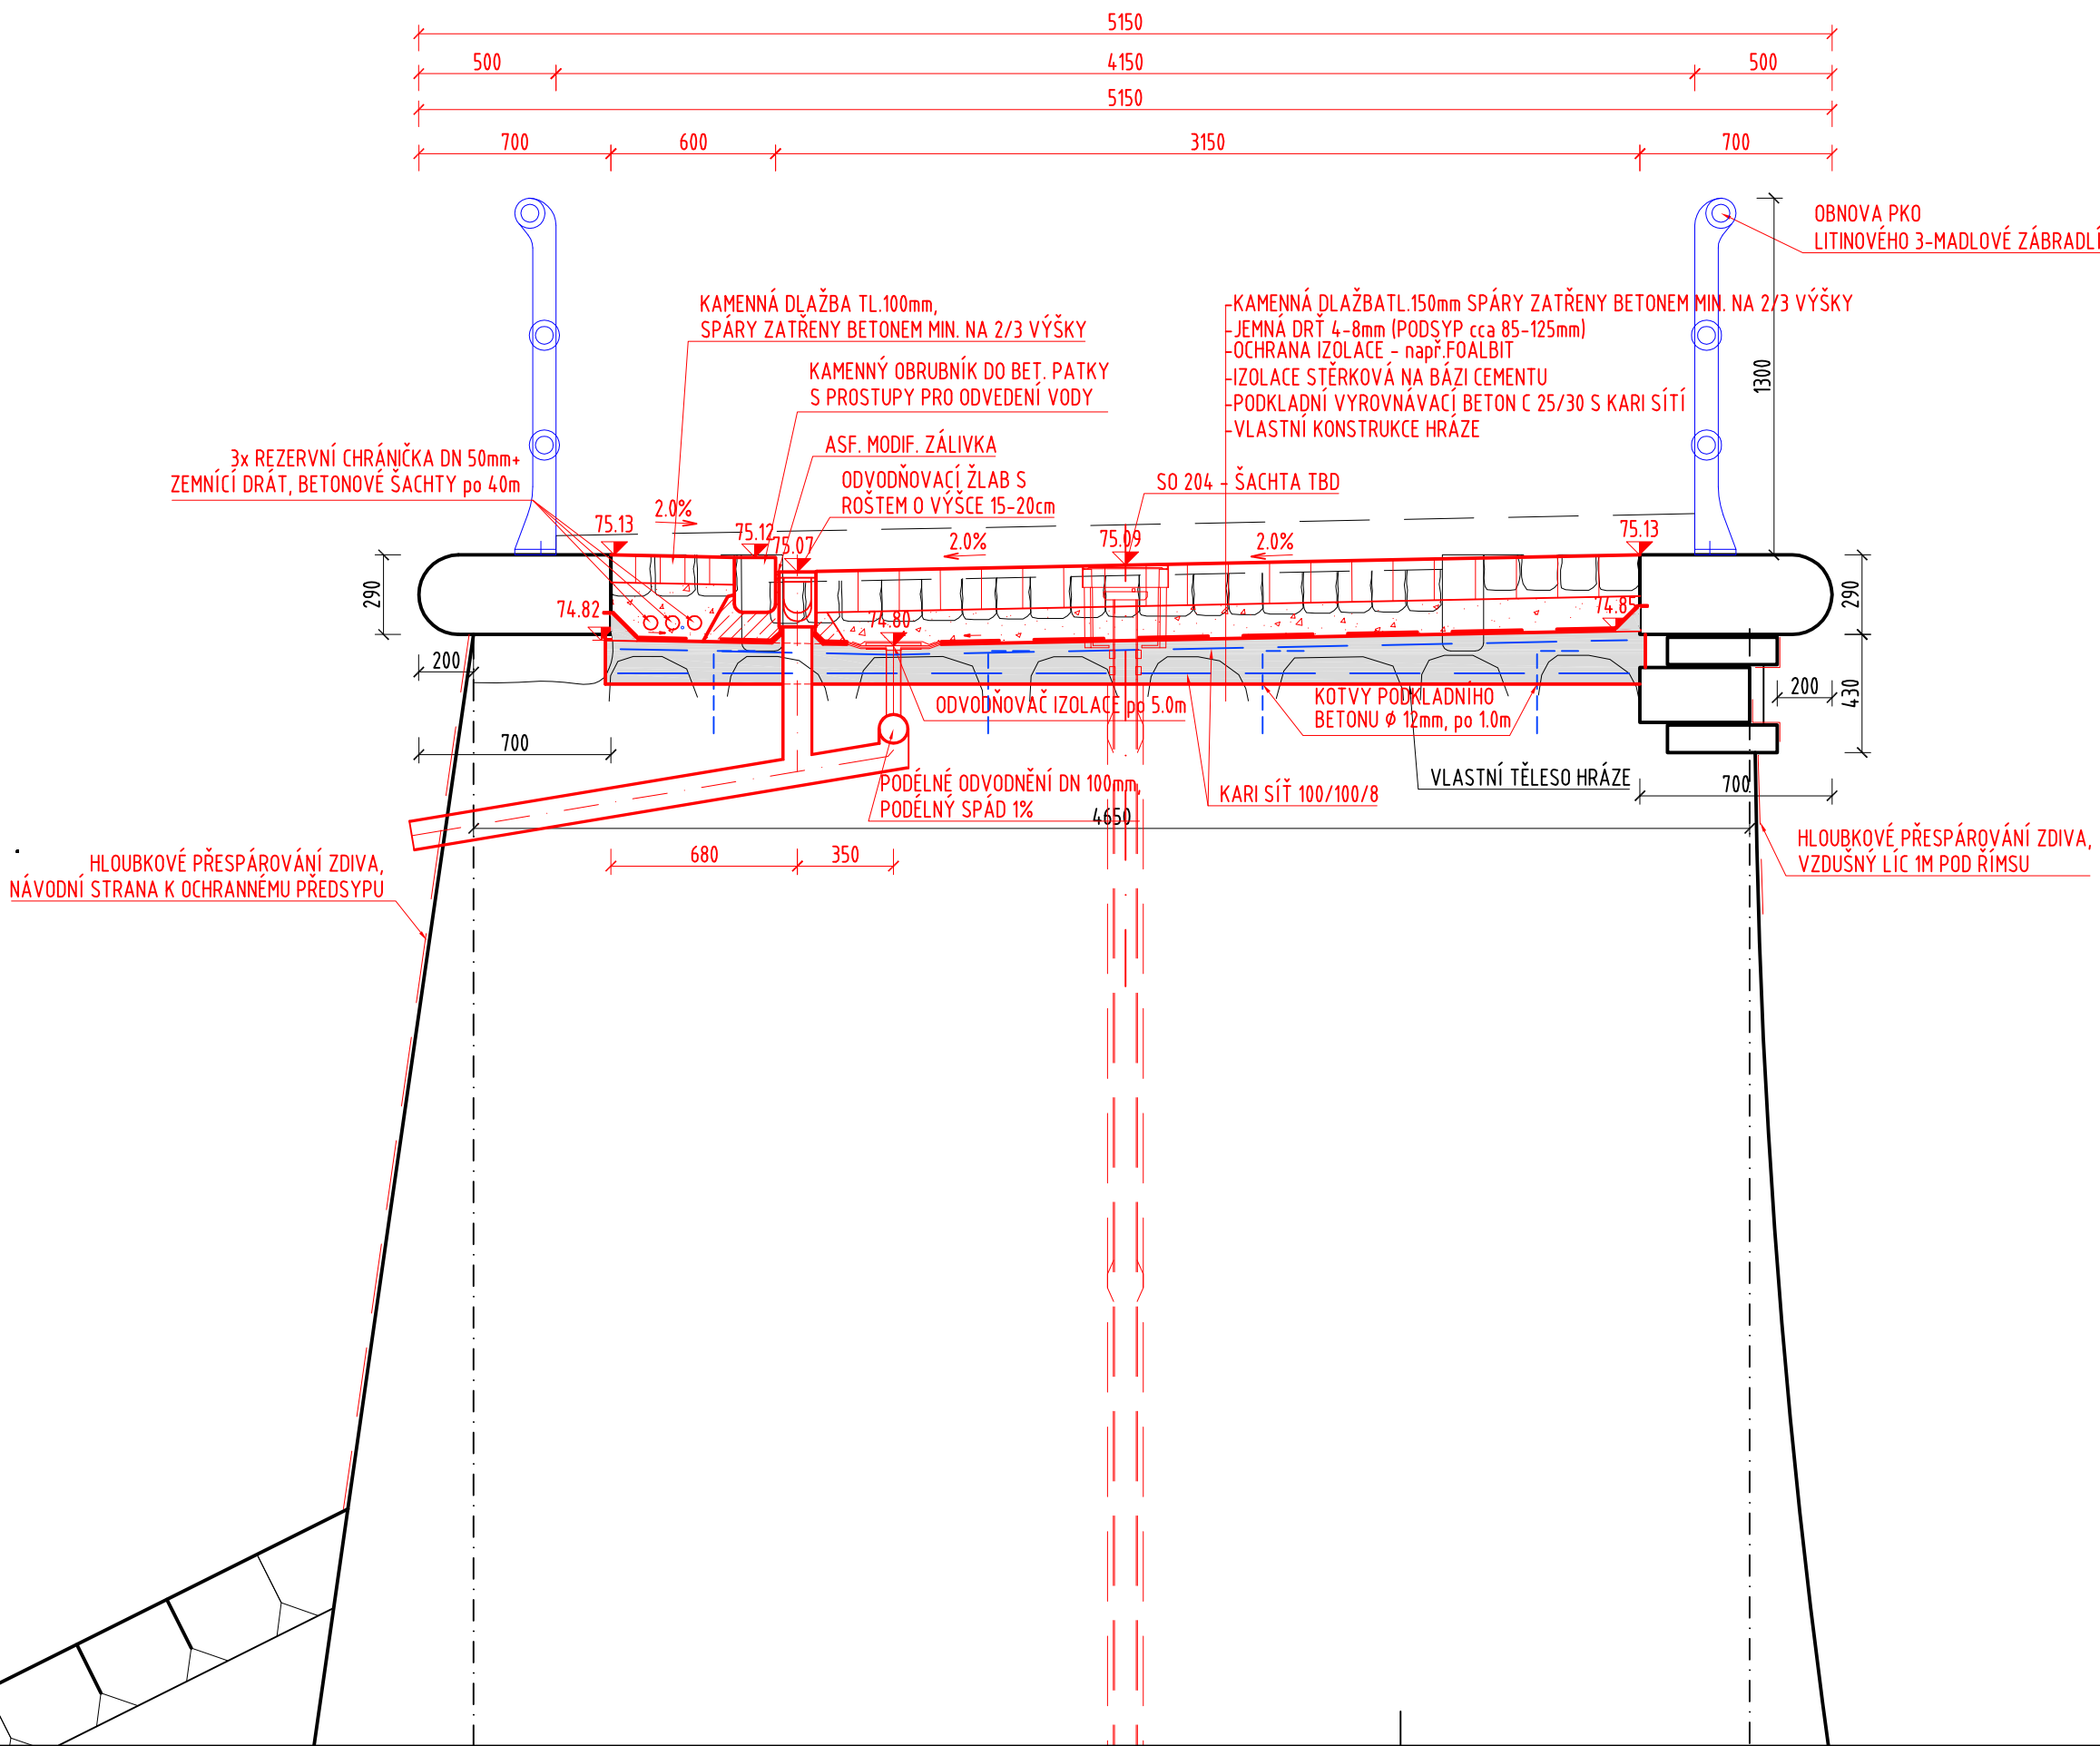 5150
500 4150 500
5150
700 600 3150 700
OBNOVA PKO
LITINOVÉHO 3-MADLOVÉ ZÁBRADLÍ
1300
KAMENNÁ DLAŽBA TL.100mm,
SPÁRY ZATŘENY BETONEM MIN. NA 2/3 VÝŠKY
-KAMENNÁ DLAŽBATL.150mm SPÁRY ZATŘENY BETONEM MIN. NA 2/3 VÝŠKY
-JEMNÁ DRŤ 4-8mm (PODSYP cca 85-125mm)
-OCHRANA IZOLACE - např.FOALBIT
-IZOLACE STĚRKOVÁ NA BÁZI CEMENTU
-PODKLADNÍ VYROVNÁVACÍ BETON C 25/30 S KARI SÍTÍ
-VLASTNÍ KONSTRUKCE HRÁZE
KAMENNÝ OBRUBNÍK DO BET. PATKY
S PROSTUPY PRO ODVEDENÍ VODY
ASF. MODIF. ZÁLIVKA
3x REZERVNÍ CHRÁNIČKA DN 50mm+
ZEMNÍCÍ DRÁT, BETONOVÉ ŠACHTY po 40m
ODVODŇOVACÍ ŽLAB S
ROŠTEM O VÝŠCE 15-20cm
SO 204 - ŠACHTA TBD
75.13 2.0% 75.12 75.07 2.0% 75.09 2.0% 75.13
290 290
74.82 74.80 74.85
200 200
430
ODVODŇOVAČ IZOLACE po 5.0m
KOTVY PODKLADNÍHO
BETONU φ 12mm, po 1.0m
700
PODÉLNÉ ODVODNĚNÍ DN 100mm,
PODÉLNÝ SPÁD 1%
KARI SÍŤ 100/100/8
VLASTNÍ TĚLESO HRÁZE
700
4650
680 350
HLOUBKOVÉ PŘESPÁROVÁNÍ ZDIVA,
NÁVODNÍ STRANA K OCHRANNÉMU PŘEDSYPU
HLOUBKOVÉ PŘESPÁROVÁNÍ ZDIVA,
VZDUŠNÝ LÍC 1M POD ŘÍMSU